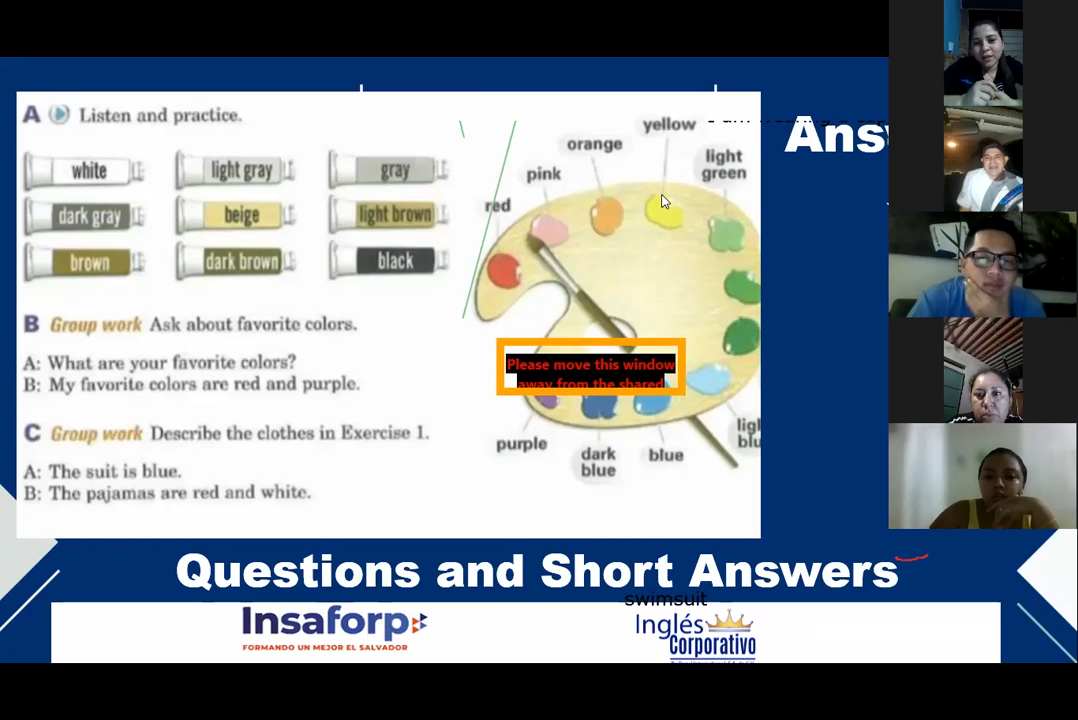 A Listen and practice.
white light gray gray
dark gray beige light brown
brown dark brown black
B Group work Ask about favorite colors.
A: What are your favorite colors?
B: My favorite colors are red and purple.
C Group work Describe the clothes in Exercise 1.
A: The suit is blue.
B: The pajamas are red and white.
red
pink
orange
yellow
light
green
Please move this window
away from the shared
purple
dark
blue
blue
Questions and Short Answers
swimsuit
Insaforp
FORMANDO UN MEJOR EL SALVADOR
Inglés
Corporativo